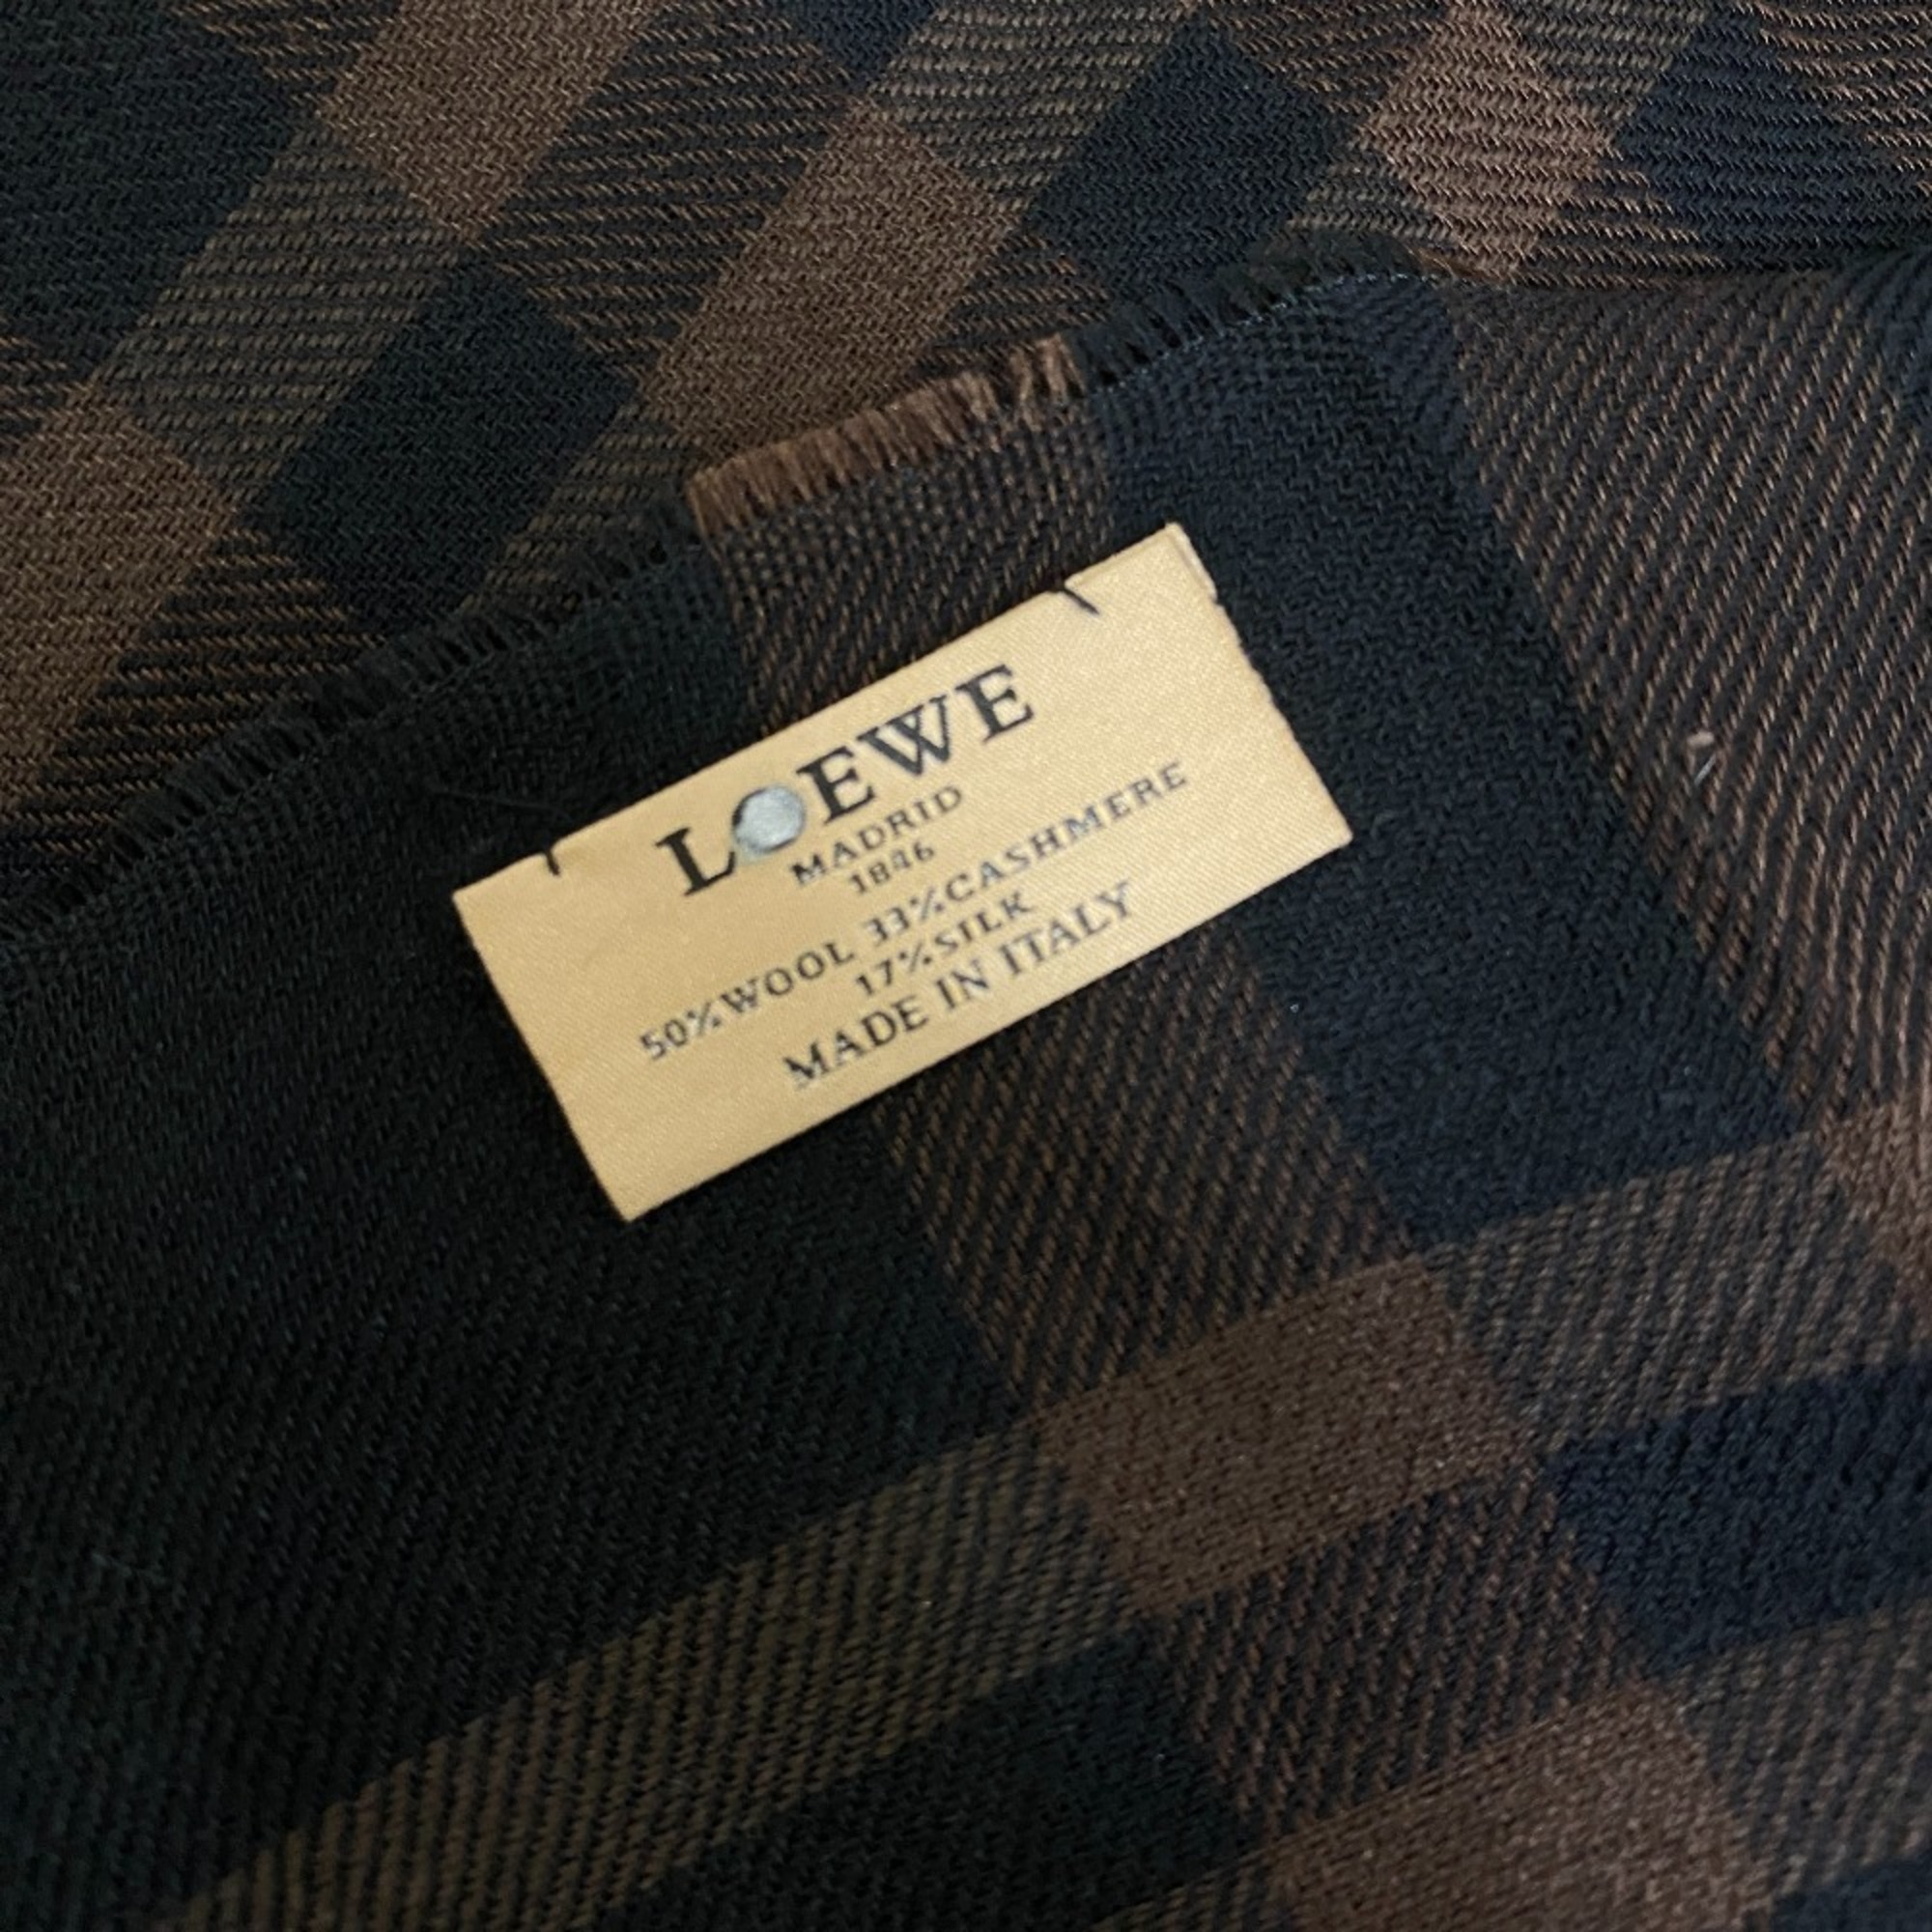 LOEWE
MADRID
1846
50%WOOL 33%CASHMERE
17%SILK
MADE IN ITALY